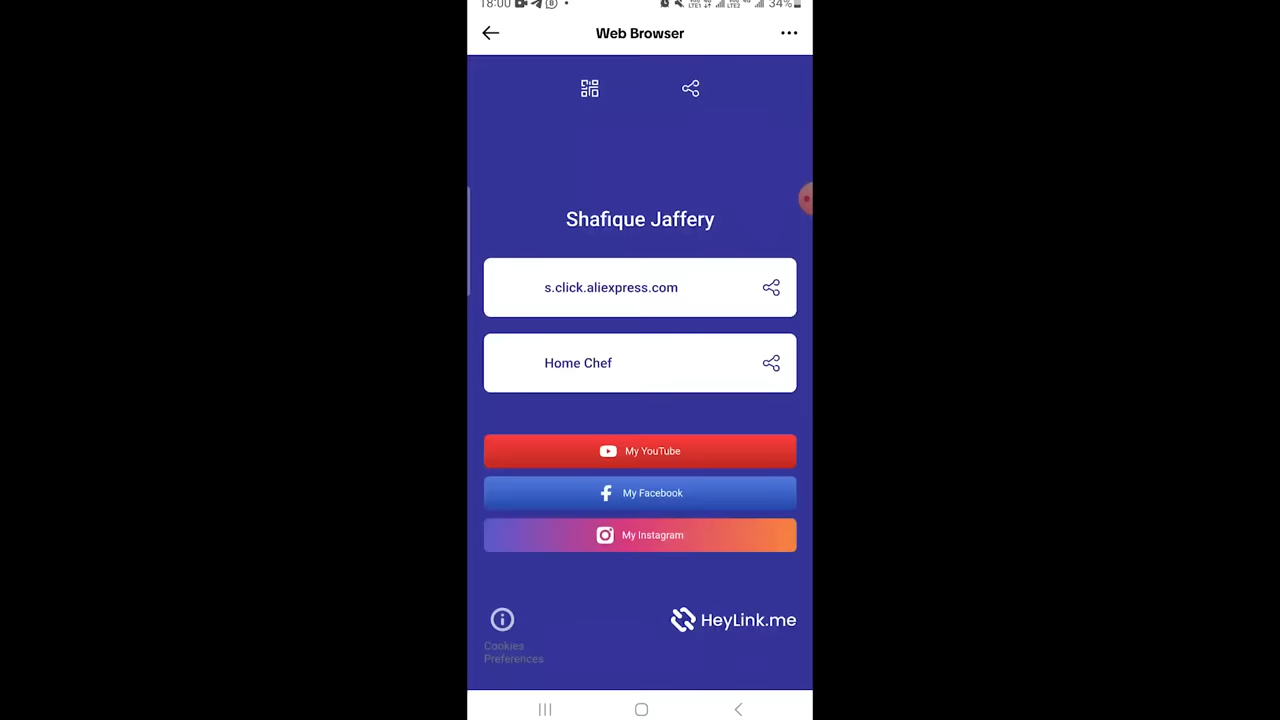 18:00 34%
Web Browser
Shafique Jaffery
s.click.aliexpress.com
Home Chef
My YouTube
My Facebook
My Instagram
HeyLink.me
Cookies
Preferences